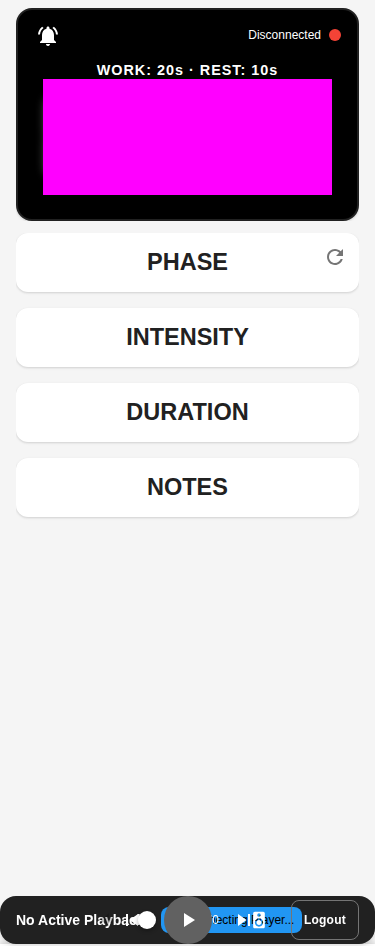 Disconnected
WORK: 20s · REST: 10s
PHASE
INTENSITY
DURATION
NOTES
No Active Playback
Logout